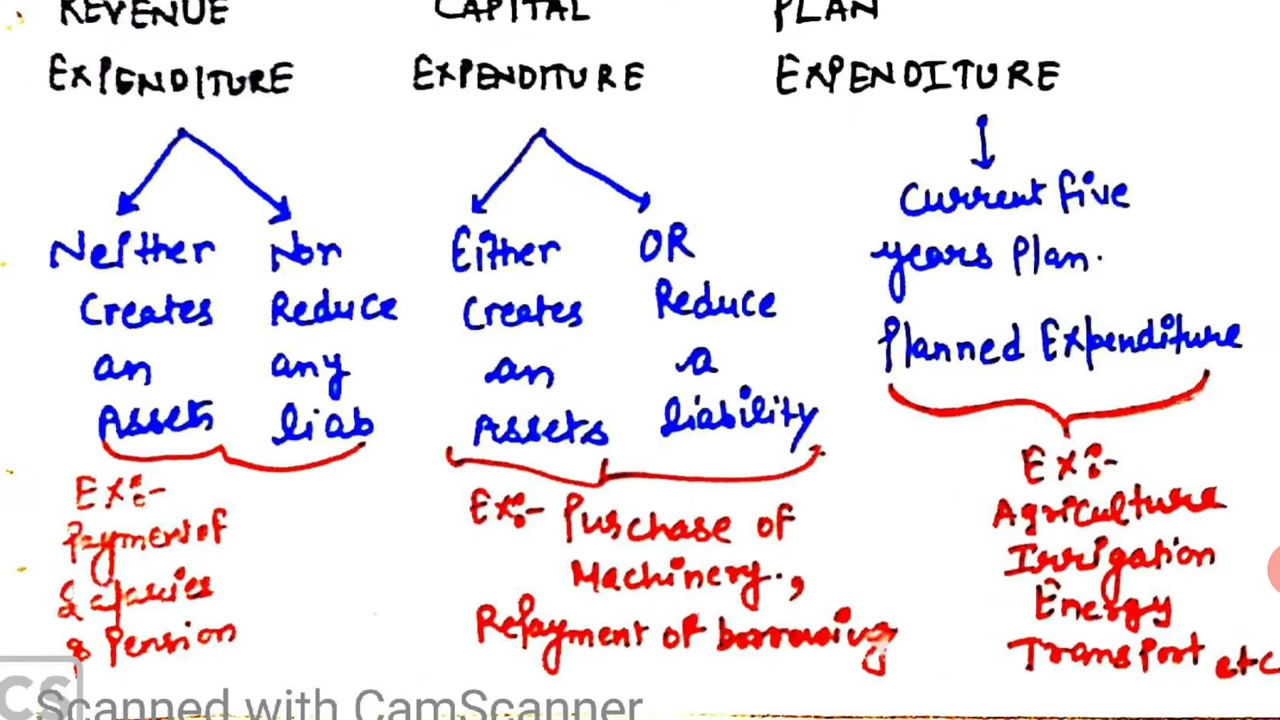 REVENUE CAPITAL PLAN
EXPENDITURE EXPENDITURE EXPENDITURE
Neither Nor
Creates Reduce
an any
Assets liab
Ex:-
Payment of
Salaries
& Pension
Either OR
Creates Reduce
an a
Assets liability
Ex:- Purchase of
Machinery.,
Repayment of borrowing
Current five
years Plan.
Planned Expenditure
Ex:-
Agriculture
Irrigation
Energy
Transport etc
CS Scanned with CamScanner